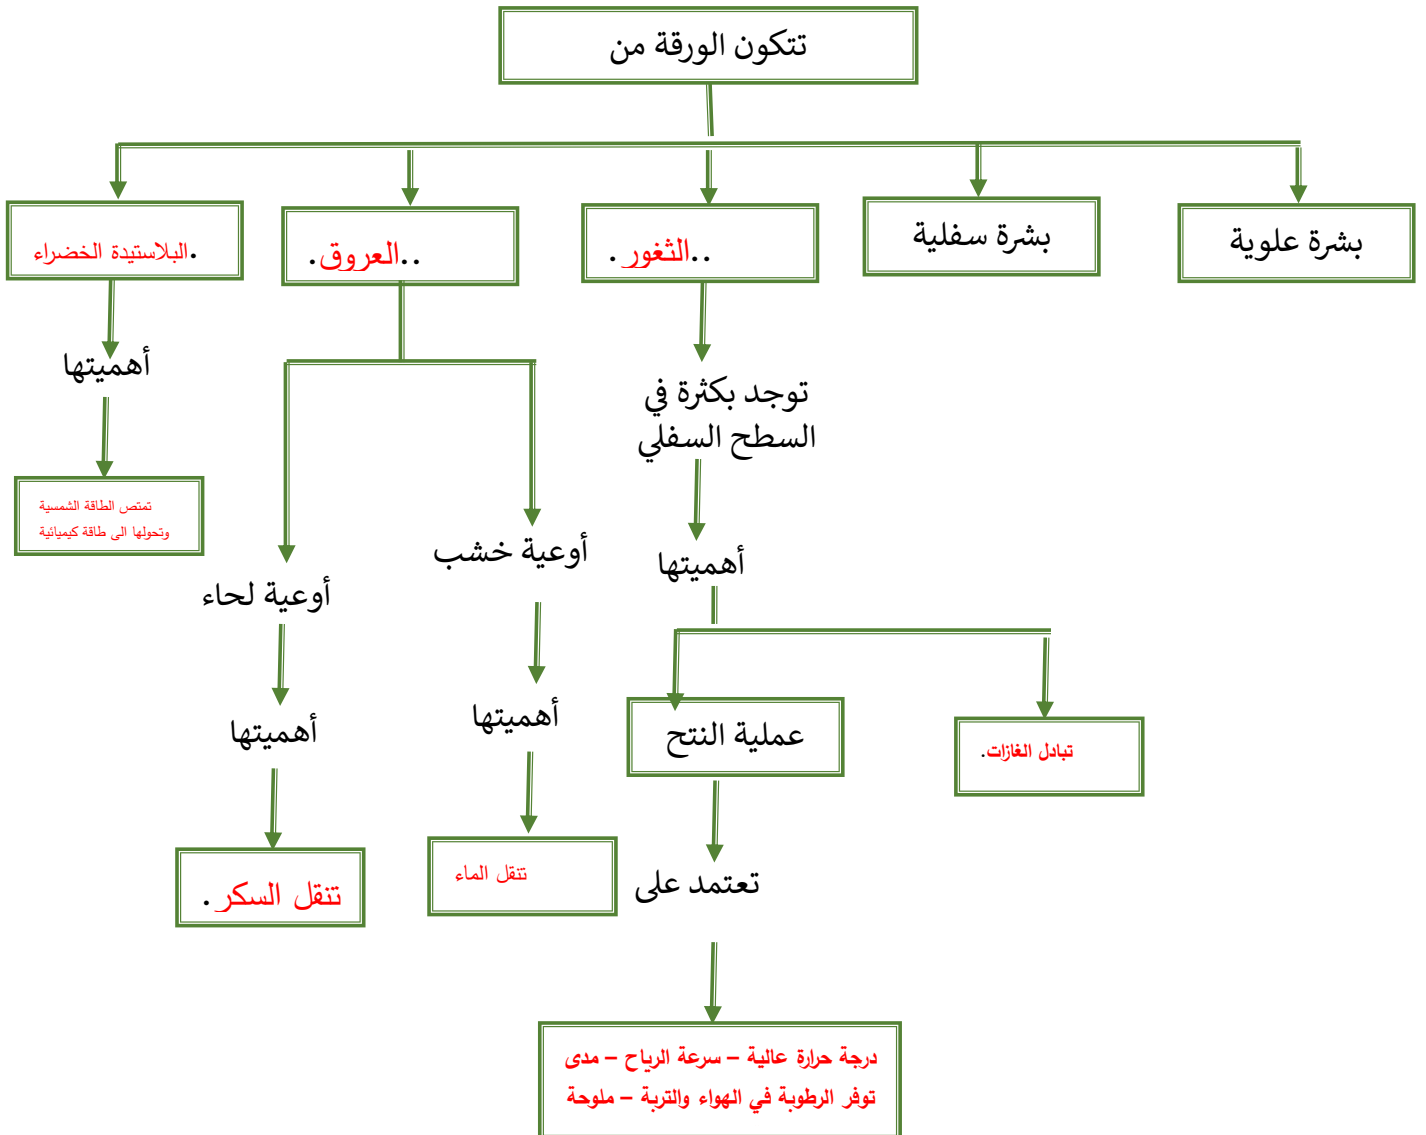 تتكون الورقة من
بشرة علوية
بشرة سفلية
..الثغور.
..العروق.
.البلاستيدة الخضراء
أهميتها
تمتص الطاقة الشمسية
وتحولها الى طاقة كيميائية
توجد بكثرة في
السطح السفلي
أهميتها
أوعية خشب
أوعية لحاء
أهميتها
أهميتها
تبادل الغازات.
عملية النتح
تنقل الماء
تنقل السكر.
تعتمد على
درجة حرارة عالية – سرعة الرياح – مدى
توفر الرطوبة في الهواء والتربة – ملوحة